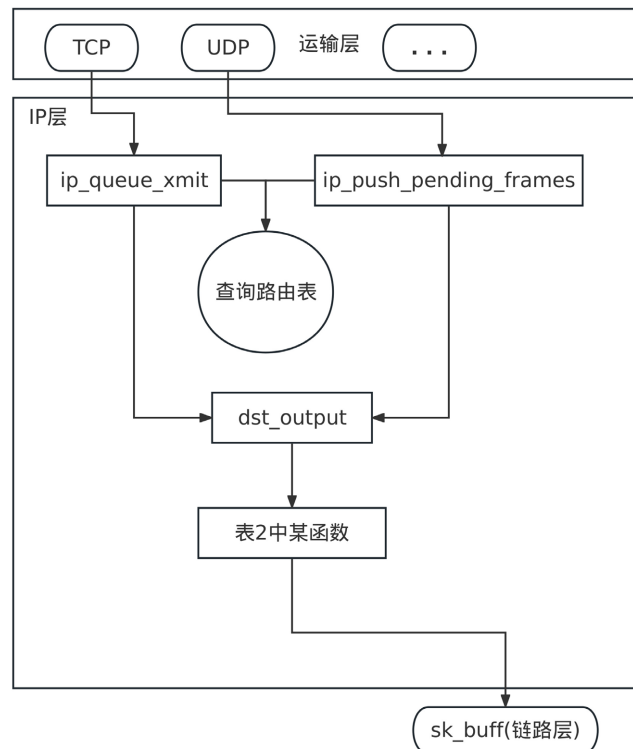 TCP
UDP
运输层
...
IP层
ip_queue_xmit
ip_push_pending_frames
查询路由表
dst_output
表2中某函数
sk_buff(链路层)